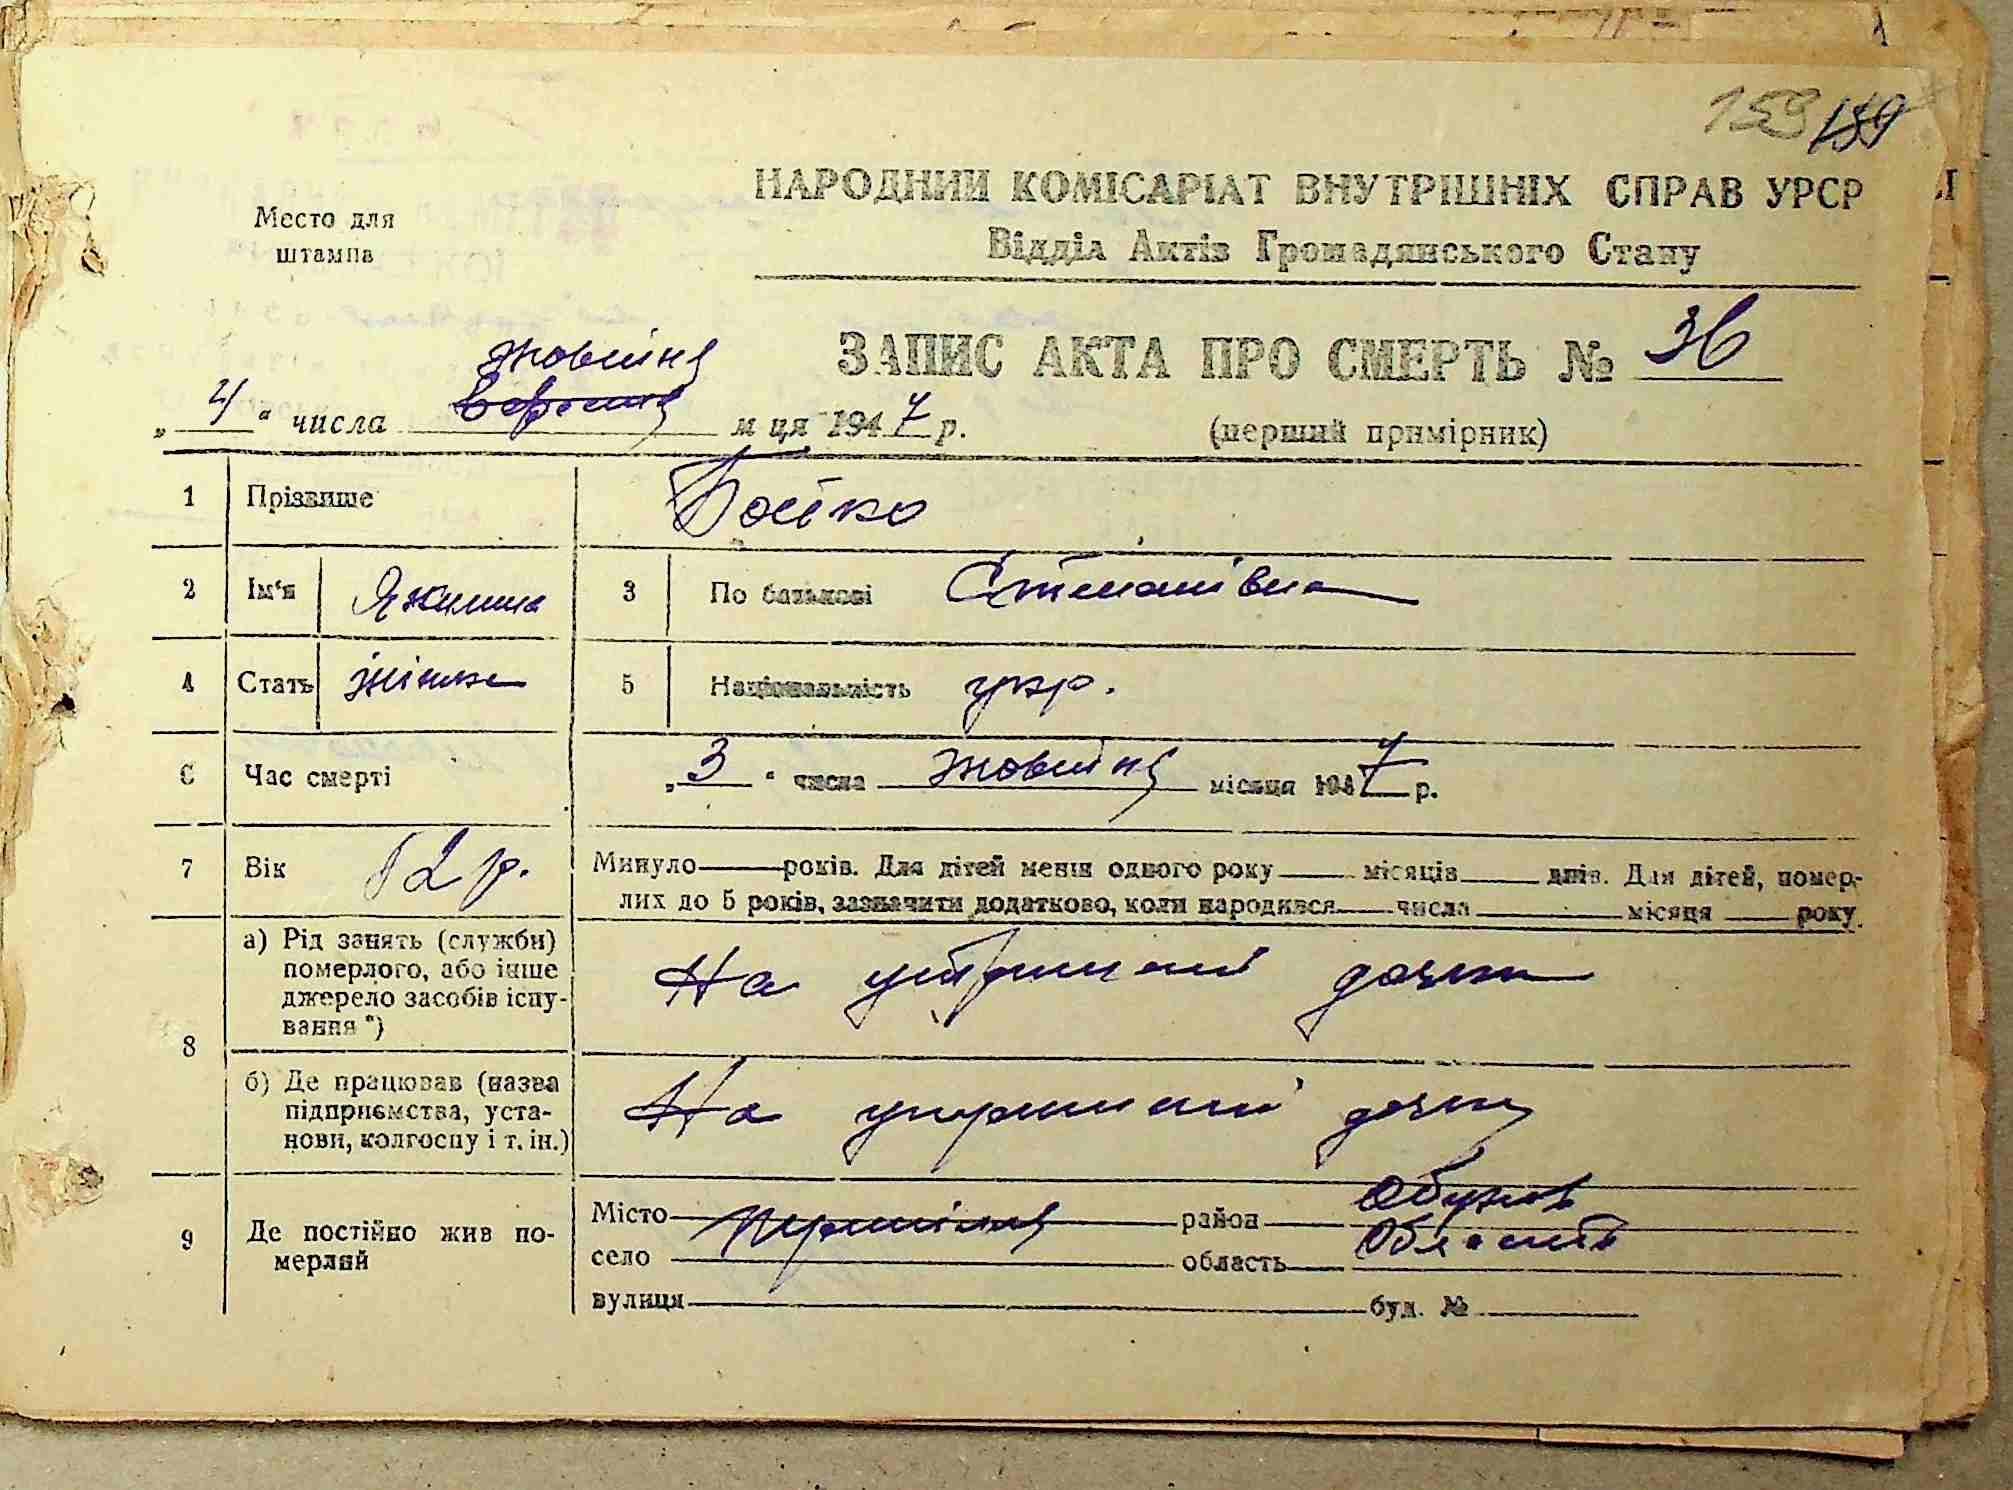 159 159
НАРОДНИЙ КОМІСАРІАТ ВНУТРІШНІХ СПРАВ УРСР
Место для
штампа
Відділ Актів Громадянського Стану
ЗАПИС АКТА ПРО СМЕРТЬ № 36
жовтня
„4“ числа вересня м ця 1947 р.
(перший примірник)
1 Прізвище Бойко
2 Ім'я Якилина 3 По батькові Степанівна
4 Стать жінка 5 Національність укр.
6 Час смерті „3“ числа жовтня місяця 1947 р.
7 Вік 82 р. Минуло років. Для дітей менш одного року місяців днів. Для дітей, помер-
лих до 5 років, зазначити додатково, коли народився числа місяця року.
8 а) Рід занять (служби)
померлого, або інше
джерело засобів існу-
вання *)
На утриманні дочки
б) Де працював (назва
підприємства, уста-
нови, колгоспу і т. ін.)
На утриманні дочки
9 Де постійно жив по-
мерлий
Місто район Обухів
село область
вулиця буд. №